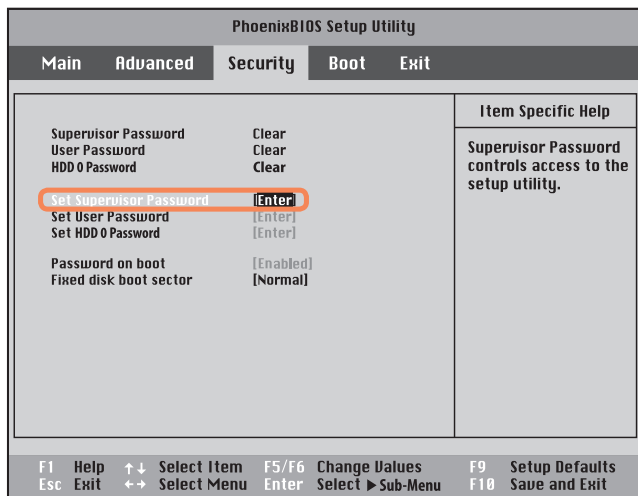 PhoenixBIOS Setup Utility
Main Advanced Security Boot Exit
Item Specific Help
Supervisor Password controls access to the setup utility.
Supervisor Password Clear
User Password Clear
HDD 0 Password Clear
Set Supervisor Password [Enter]
Set User Password [Enter]
Set HDD 0 Password [Enter]
Password on boot [Enabled]
Fixed disk boot sector [Normal]
F1 Help ↑↓ Select Item F5/F6 Change Values F9 Setup Defaults
Esc Exit ←→ Select Menu Enter Select ▶ Sub-Menu F10 Save and Exit